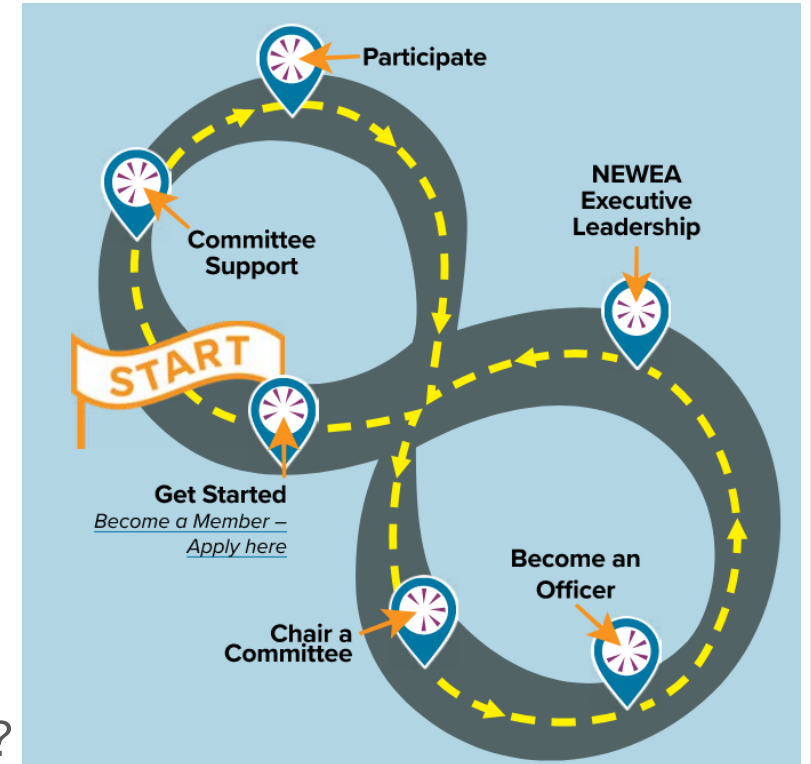 Participate
NEWEA
Executive
Leadership
Committee
Support
START
Get Started
Become a Member –
Apply here
Become an
Officer
Chair a
Committee
?